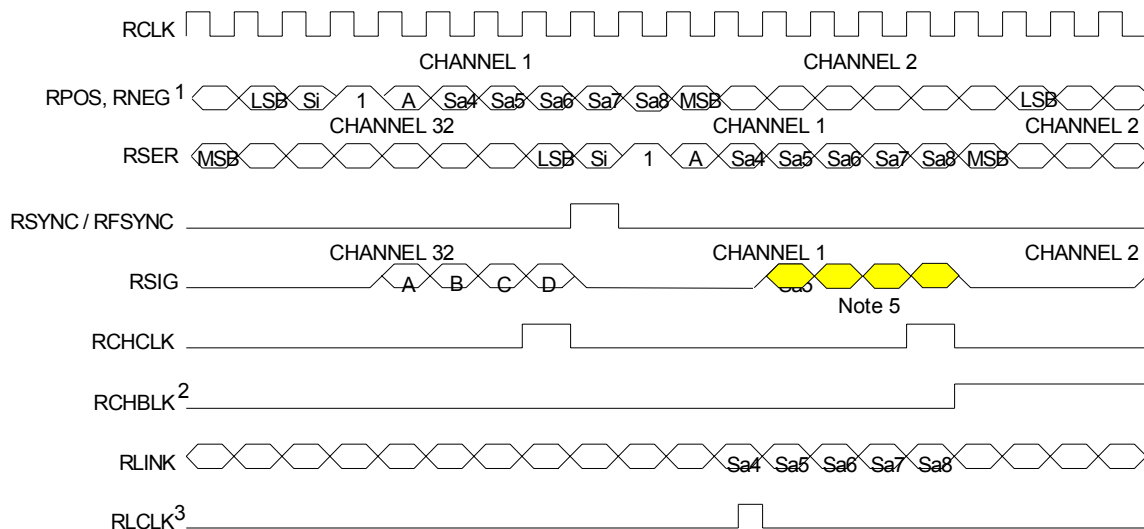 RCLK
CHANNEL 1 CHANNEL 2
RPOS, RNEG 1 LSB Si 1 A Sa4 Sa5 Sa6 Sa7 Sa8 MSB LSB
CHANNEL 32 CHANNEL 1 CHANNEL 2
RSER MSB LSB Si 1 A Sa4 Sa5 Sa6 Sa7 Sa8 MSB
RSYNC / RFSYNC
CHANNEL 32 CHANNEL 1 CHANNEL 2
RSIG A B C D Sa5
Note 5
RCHCLK
RCHBLK 2
RLINK Sa4 Sa5 Sa6 Sa7 Sa8
RLCLK 3